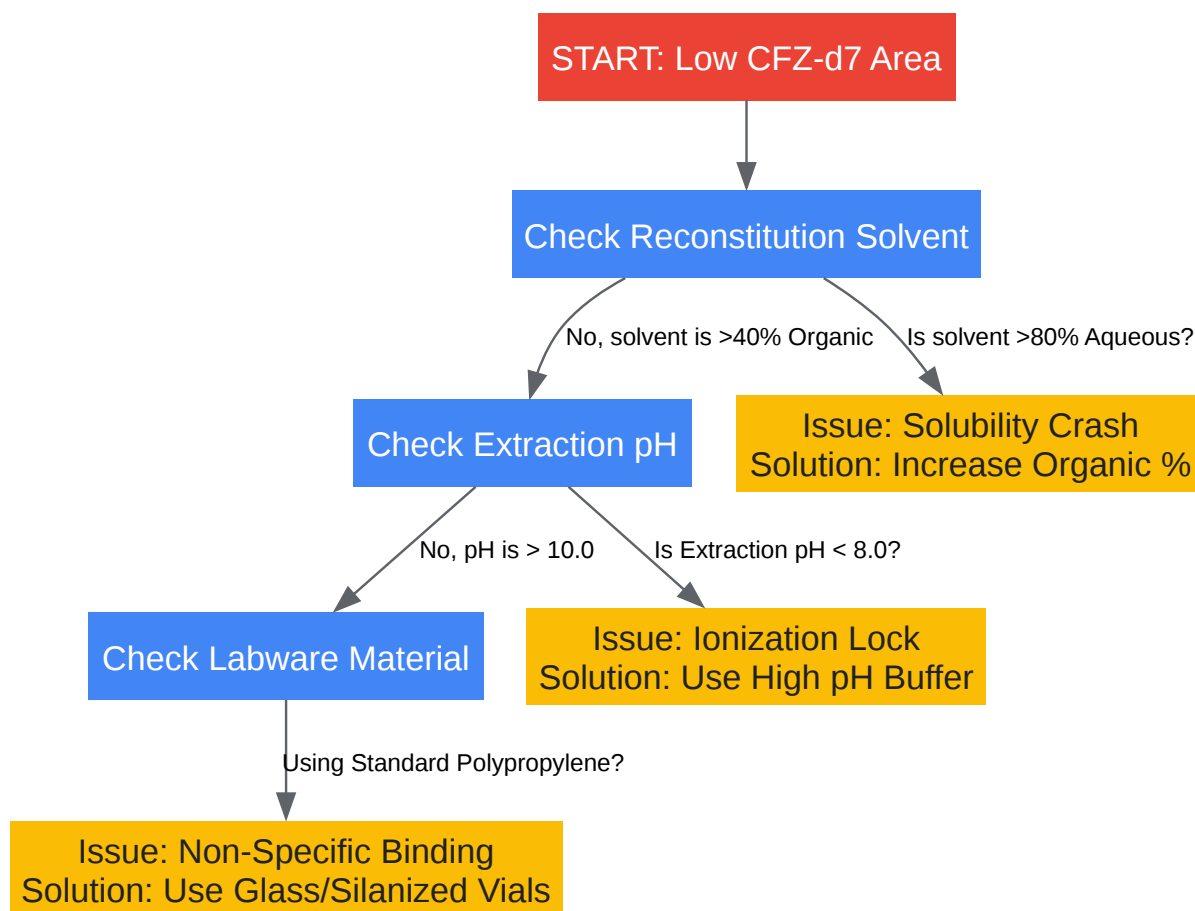 START: Low CFZ-d7 Area
Check Reconstitution Solvent
No, solvent is >40% Organic
Is solvent >80% Aqueous?
Check Extraction pH
Issue: Solubility Crash
Solution: Increase Organic %
No, pH is > 10.0
Is Extraction pH < 8.0?
Check Labware Material
Issue: Ionization Lock
Solution: Use High pH Buffer
Using Standard Polypropylene?
Issue: Non-Specific Binding
Solution: Use Glass/Silanized Vials